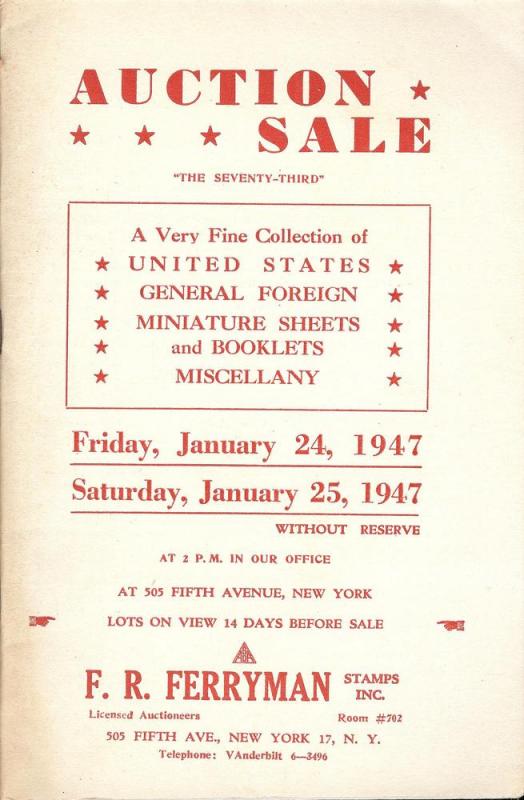 AUCTION
SALE
"THE SEVENTY-THIRD"
A Very Fine Collection of
UNITED STATES
GENERAL FOREIGN
MINIATURE SHEETS
and BOOKLETS
MISCELLANY
Friday, January 24, 1947
Saturday, January 25, 1947
WITHOUT RESERVE
AT 2 P.M. IN OUR OFFICE
AT 505 FIFTH AVENUE, NEW YORK
LOTS ON VIEW 14 DAYS BEFORE SALE
F. R. FERRYMAN STAMPS INC.
Licensed Auctioneers Room #702
505 FIFTH AVE., NEW YORK 17, N. Y.
Telephone: VAnderbilt 6—3496